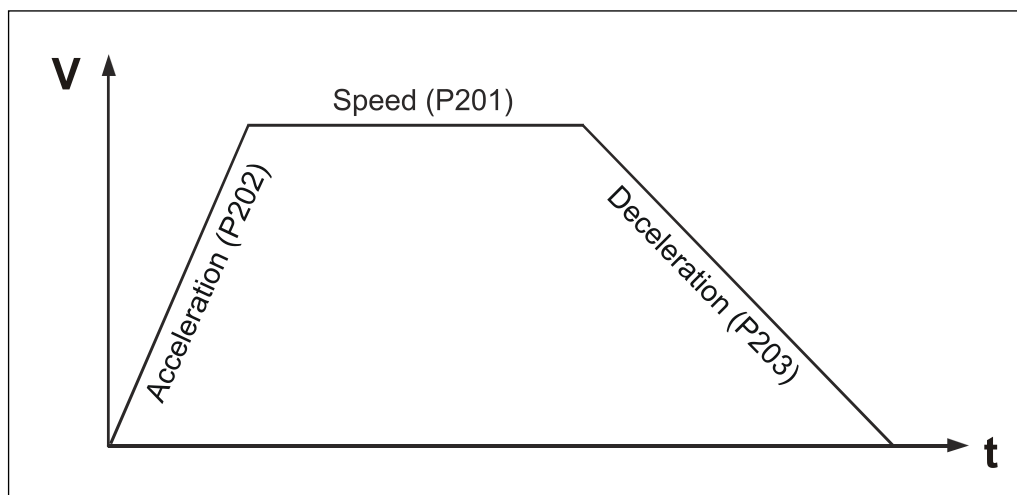 V
Speed (P201)
Acceleration (P202)
Deceleration (P203)
t